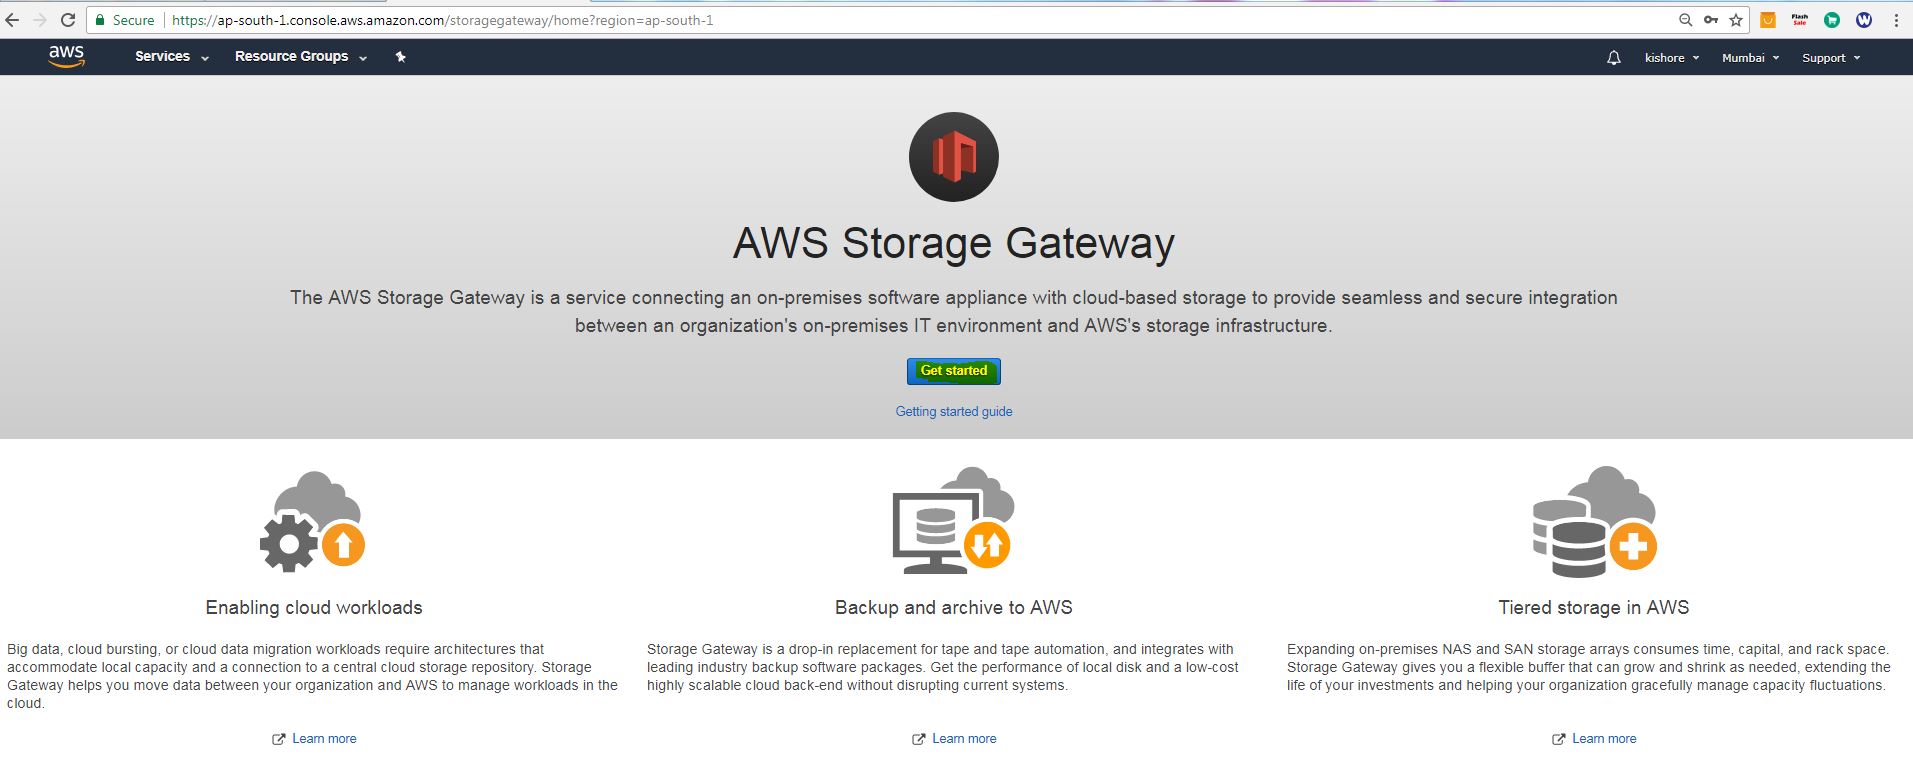 Secure https://ap-south-1.console.aws.amazon.com/storagegateway/home?region=ap-south-1
Flash
Sale
W
aws Services Resource Groups kishore Mumbai Support
AWS Storage Gateway
The AWS Storage Gateway is a service connecting an on-premises software appliance with cloud-based storage to provide seamless and secure integration
between an organization's on-premises IT environment and AWS's storage infrastructure.
Get started
Getting started guide
Enabling cloud workloads
Big data, cloud bursting, or cloud data migration workloads require architectures that
accommodate local capacity and a connection to a central cloud storage repository. Storage
Gateway helps you move data between your organization and AWS to manage workloads in the
cloud.
Learn more
Backup and archive to AWS
Storage Gateway is a drop-in replacement for tape and tape automation, and integrates with
leading industry backup software packages. Get the performance of local disk and a low-cost
highly scalable cloud back-end without disrupting current systems.
Learn more
Tiered storage in AWS
Expanding on-premises NAS and SAN storage arrays consumes time, capital, and rack space.
Storage Gateway gives you a flexible buffer that can grow and shrink as needed, extending the
life of your investments and helping your organization gracefully manage capacity fluctuations.
Learn more